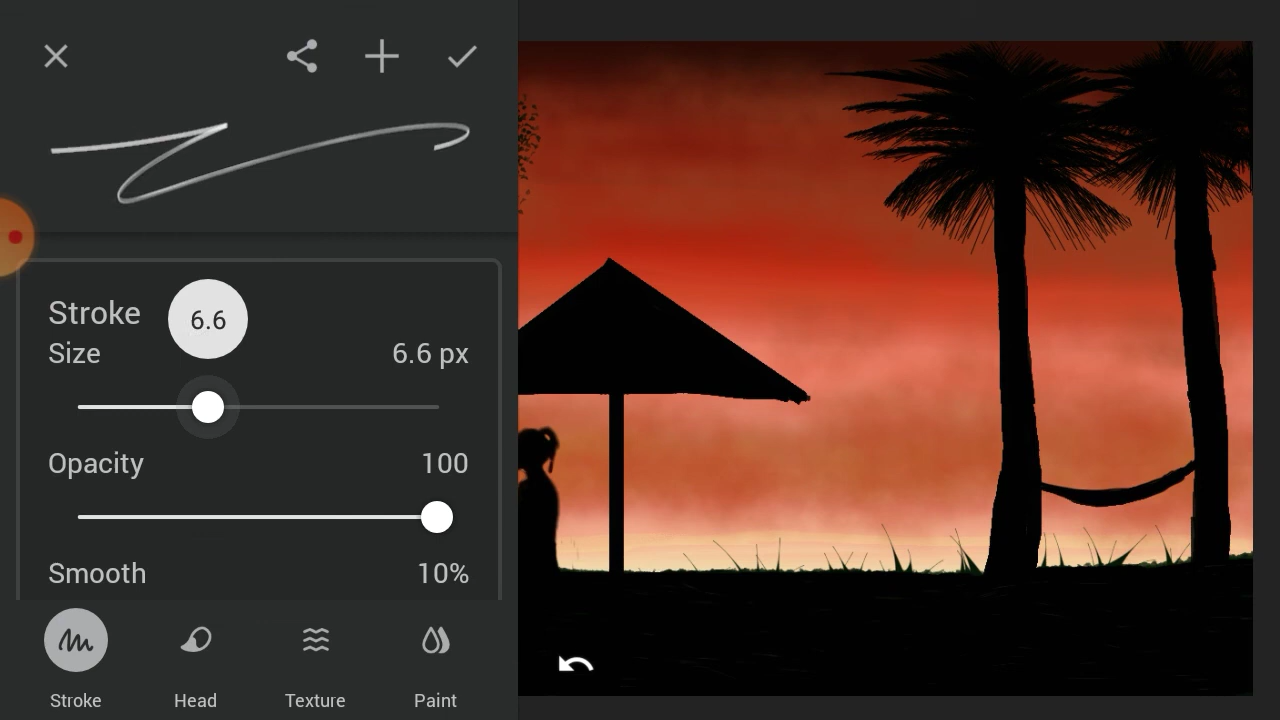 Stroke
6.6
Size 6.6 px
Opacity 100
Smooth 10%
Stroke Head Texture Paint